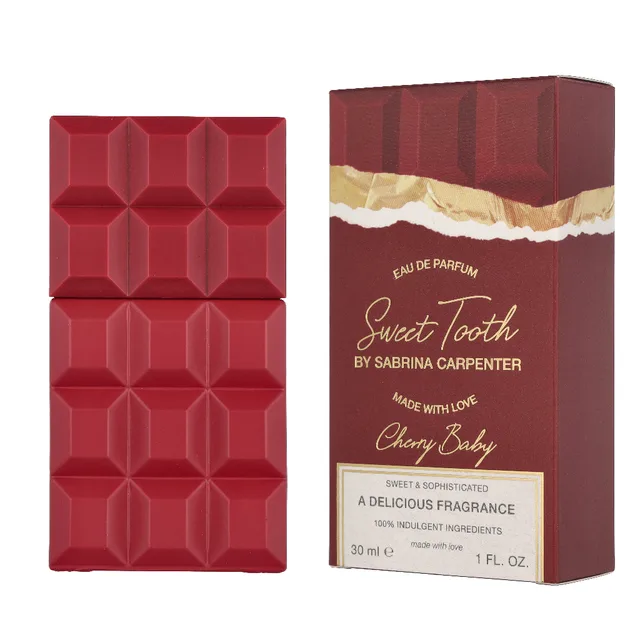 EAU DE PARFUM
Sweet Tooth
BY SABRINA CARPENTER
MADE WITH LOVE
Cherry Baby
SWEET & SOPHISTICATED
A DELICIOUS FRAGRANCE
100% INDULGENT INGREDIENTS
made with love
30 ml ℮
1 FL. OZ.